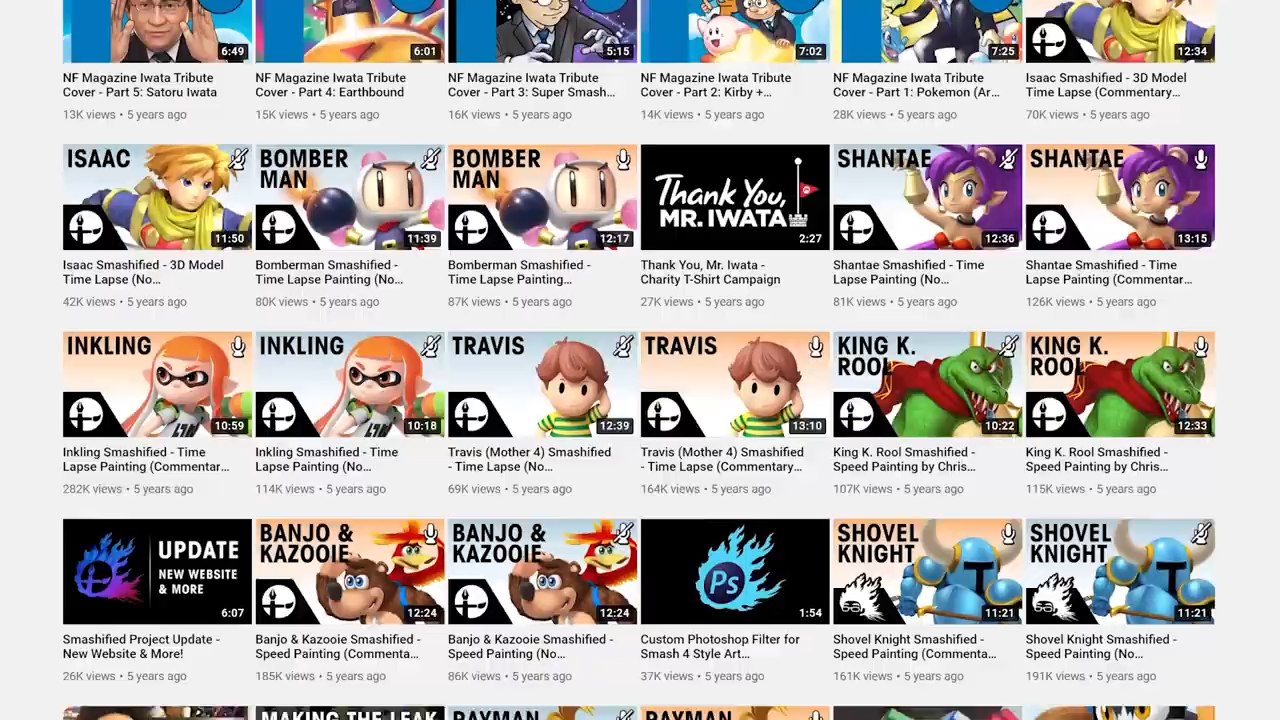 6:49
6:01
5:15
7:02
7:25
12:34
NF Magazine Iwata Tribute
Cover - Part 5: Satoru Iwata
13K views • 5 years ago
NF Magazine Iwata Tribute
Cover - Part 4: Earthbound
15K views • 5 years ago
NF Magazine Iwata Tribute
Cover - Part 3: Super Smash...
16K views • 5 years ago
NF Magazine Iwata Tribute
Cover - Part 2: Kirby +...
14K views • 5 years ago
NF Magazine Iwata Tribute
Cover - Part 1: Pokemon (Ar...
28K views • 5 years ago
Isaac Smashified - 3D Model
Time Lapse (Commentary...
70K views • 5 years ago
ISAAC
11:50
BOMBER
MAN
11:39
BOMBER
MAN
12:17
Thank You,
MR. IWATA
2:27
SHANTAE
12:36
SHANTAE
13:15
Isaac Smashified - 3D Model
Time Lapse (No...
42K views • 5 years ago
Bomberman Smashified -
Time Lapse Painting (No...
80K views • 5 years ago
Bomberman Smashified -
Time Lapse Painting...
87K views • 5 years ago
Thank You, Mr. Iwata -
Charity T-Shirt Campaign
27K views • 5 years ago
Shantae Smashified - Time
Lapse Painting (No...
81K views • 5 years ago
Shantae Smashified - Time
Lapse Painting (Commentar...
126K views • 5 years ago
INKLING
10:59
INKLING
10:18
TRAVIS
12:39
TRAVIS
13:10
KING K.
ROOL
10:22
KING K.
ROOL
12:33
Inkling Smashified - Time
Lapse Painting (Commentar...
282K views • 5 years ago
Inkling Smashified - Time
Lapse Painting (No...
114K views • 5 years ago
Travis (Mother 4) Smashified
- Time Lapse (No...
69K views • 5 years ago
Travis (Mother 4) Smashified
- Time Lapse (Commentary...
164K views • 5 years ago
King K. Rool Smashified -
Speed Painting by Chris...
107K views • 5 years ago
King K. Rool Smashified -
Speed Painting by Chris...
115K views • 5 years ago
UPDATE
NEW WEBSITE
& MORE
6:07
BANJO &
KAZOOIE
12:24
BANJO &
KAZOOIE
12:24
Ps
1:54
SHOVEL
KNIGHT
11:21
SHOVEL
KNIGHT
11:21
Smashified Project Update -
New Website & More!
26K views • 5 years ago
Banjo & Kazooie Smashified -
Speed Painting (Commenta...
185K views • 5 years ago
Banjo & Kazooie Smashified -
Speed Painting (No...
86K views • 5 years ago
Custom Photoshop Filter for
Smash 4 Style Art...
37K views • 5 years ago
Shovel Knight Smashified -
Speed Painting (Commenta...
161K views • 5 years ago
Shovel Knight Smashified -
Speed Painting (No...
191K views • 5 years ago
MAKING THE LEAK
RAYMAN
RAYMAN